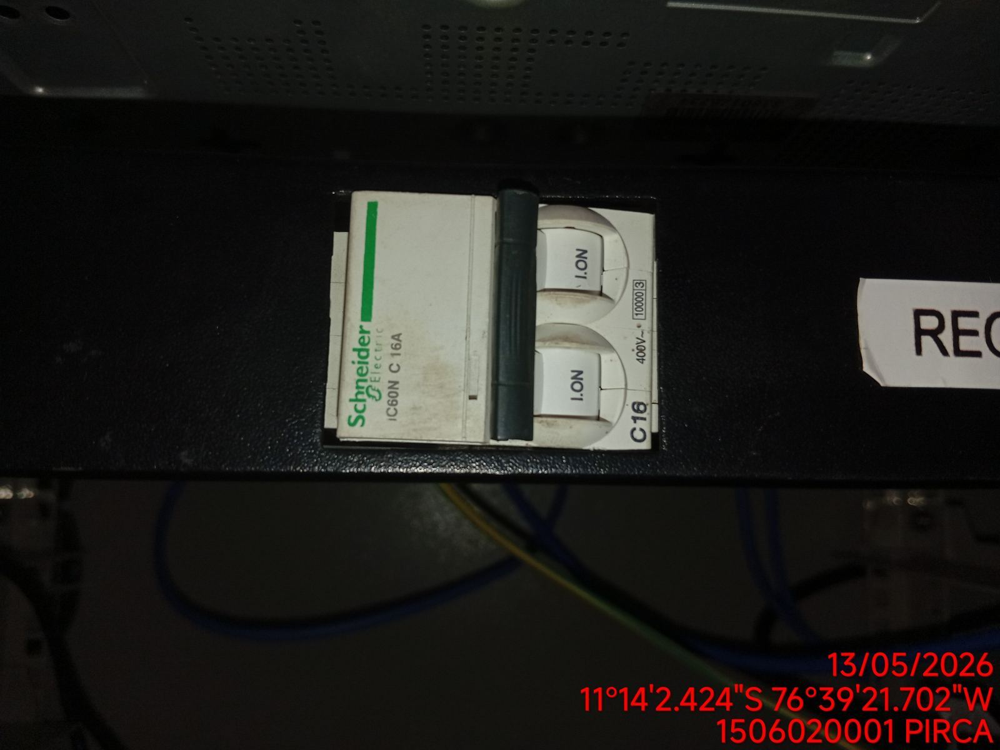 Schneider
Electric
iC60N C 16A
I.ON
I.ON
400V~ 10000 3
C16
REC
13/05/2026
11°14'2.424"S 76°39'21.702"W
1506020001 PIRCA